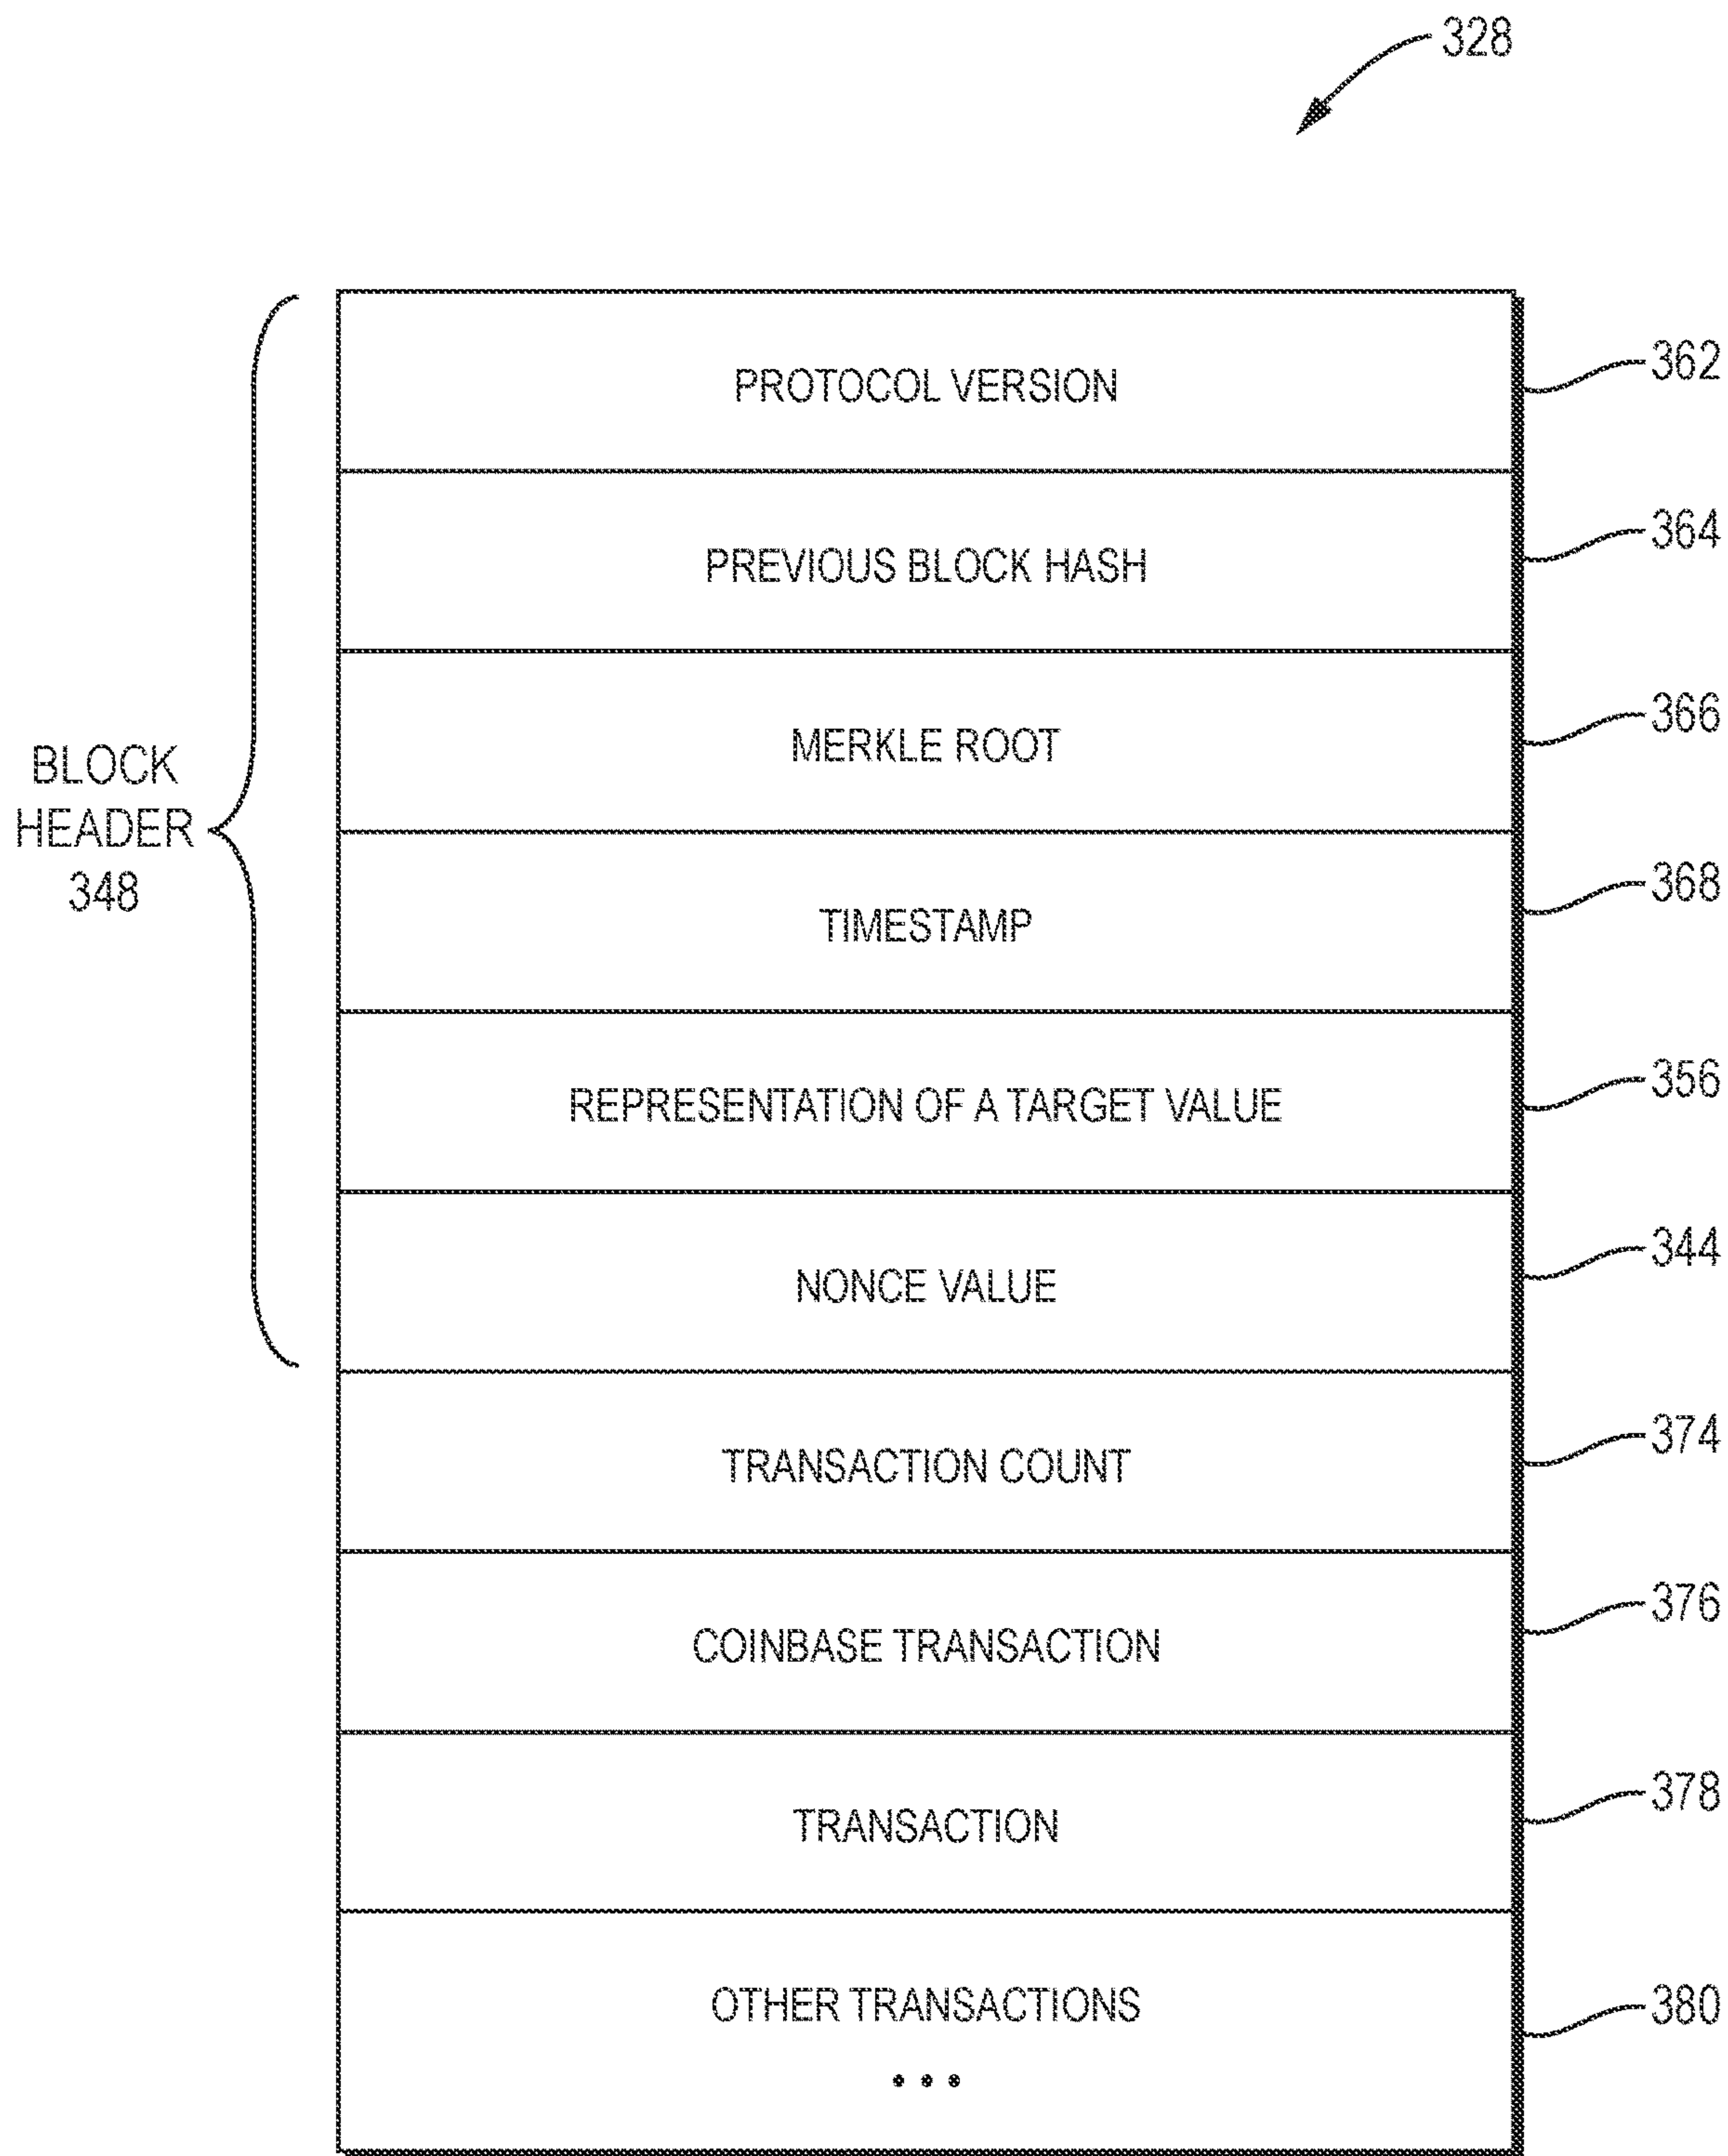 328
PROTOCOL VERSION
362
PREVIOUS BLOCK HASH
364
MERKLE ROOT
366
BLOCK
HEADER
348
TIMESTAMP
368
REPRESENTATION OF A TARGET VALUE
356
NONCE VALUE
344
TRANSACTION COUNT
374
COINBASE TRANSACTION
376
TRANSACTION
378
OTHER TRANSACTIONS
380
• • •